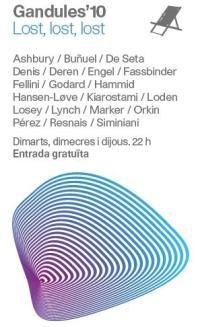 Gandules'10
Lost, lost, lost
Ashbury / Buñuel / De Seta
Denis / Deren / Engel / Fassbinder
Fellini / Godard / Hammid
Hansen-Løve / Kiarostami / Loden
Losey / Lynch / Marker / Orkin
Pérez / Resnais / Siminiani
Dimarts, dimecres i dijous. 22 h
Entrada gratuïta